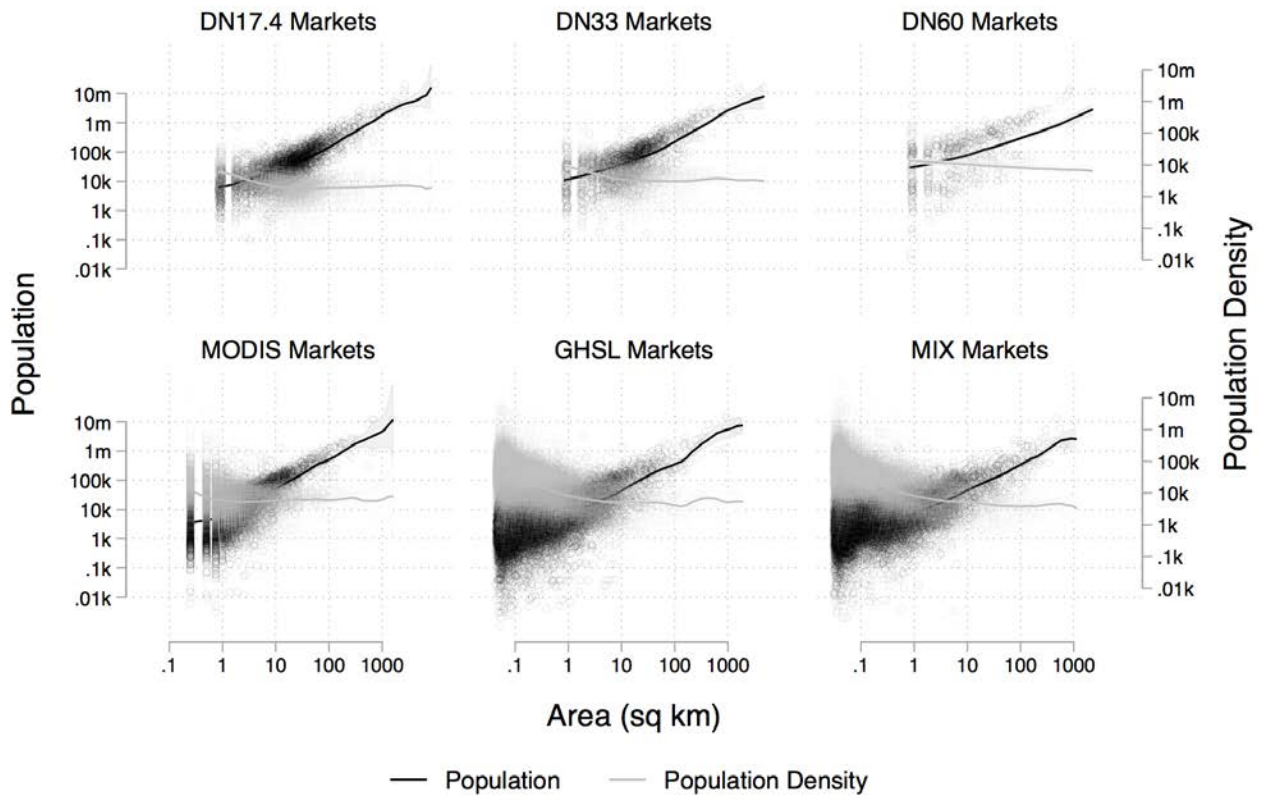 DN17.4 Markets DN33 Markets DN60 Markets
10m
1m
100k
10k
1k
.1k
.01k
10m
1m
100k
10k
1k
.1k
.01k
MODIS Markets GHSL Markets MIX Markets
10m
1m
100k
10k
1k
.1k
.01k
10m
1m
100k
10k
1k
.1k
.01k
Population
Population Density
.1 1 10 100 1000 .1 1 10 100 1000 .1 1 10 100 1000
Area (sq km)
Population Population Density